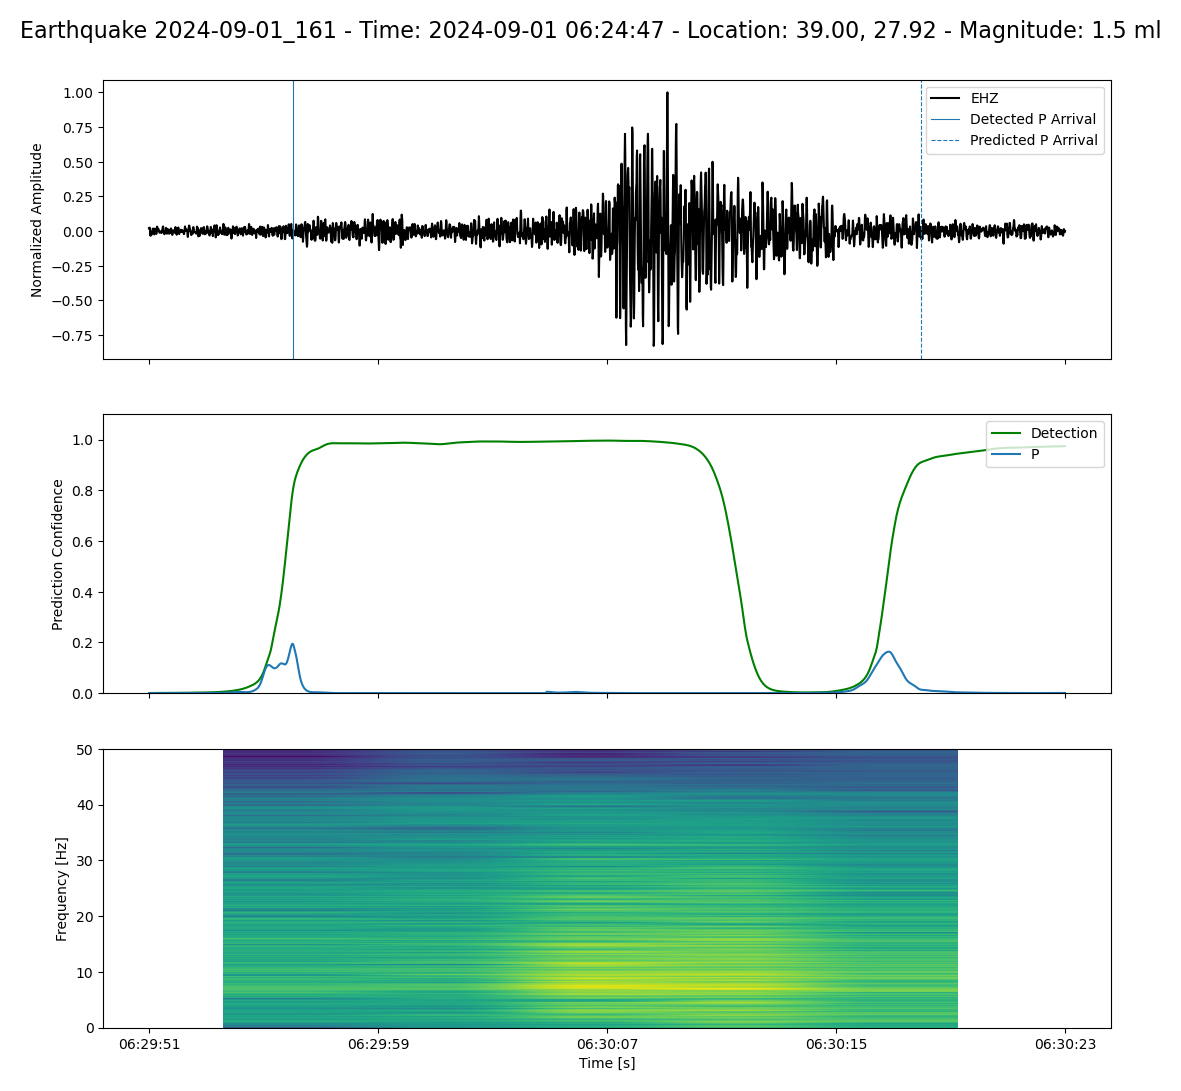 Earthquake 2024-09-01_161 - Time: 2024-09-01 06:24:47 - Location: 39.00, 27.92 - Magnitude: 1.5 ml
Normalized Amplitude
1.00
0.75
0.50
0.25
0.00
−0.25
−0.50
−0.75
EHZ
Detected P Arrival
Predicted P Arrival
Prediction Confidence
1.0
0.8
0.6
0.4
0.2
0.0
Detection
P
Frequency [Hz]
50
40
30
20
10
0
06:29:51 06:29:59 06:30:07 06:30:15 06:30:23
Time [s]